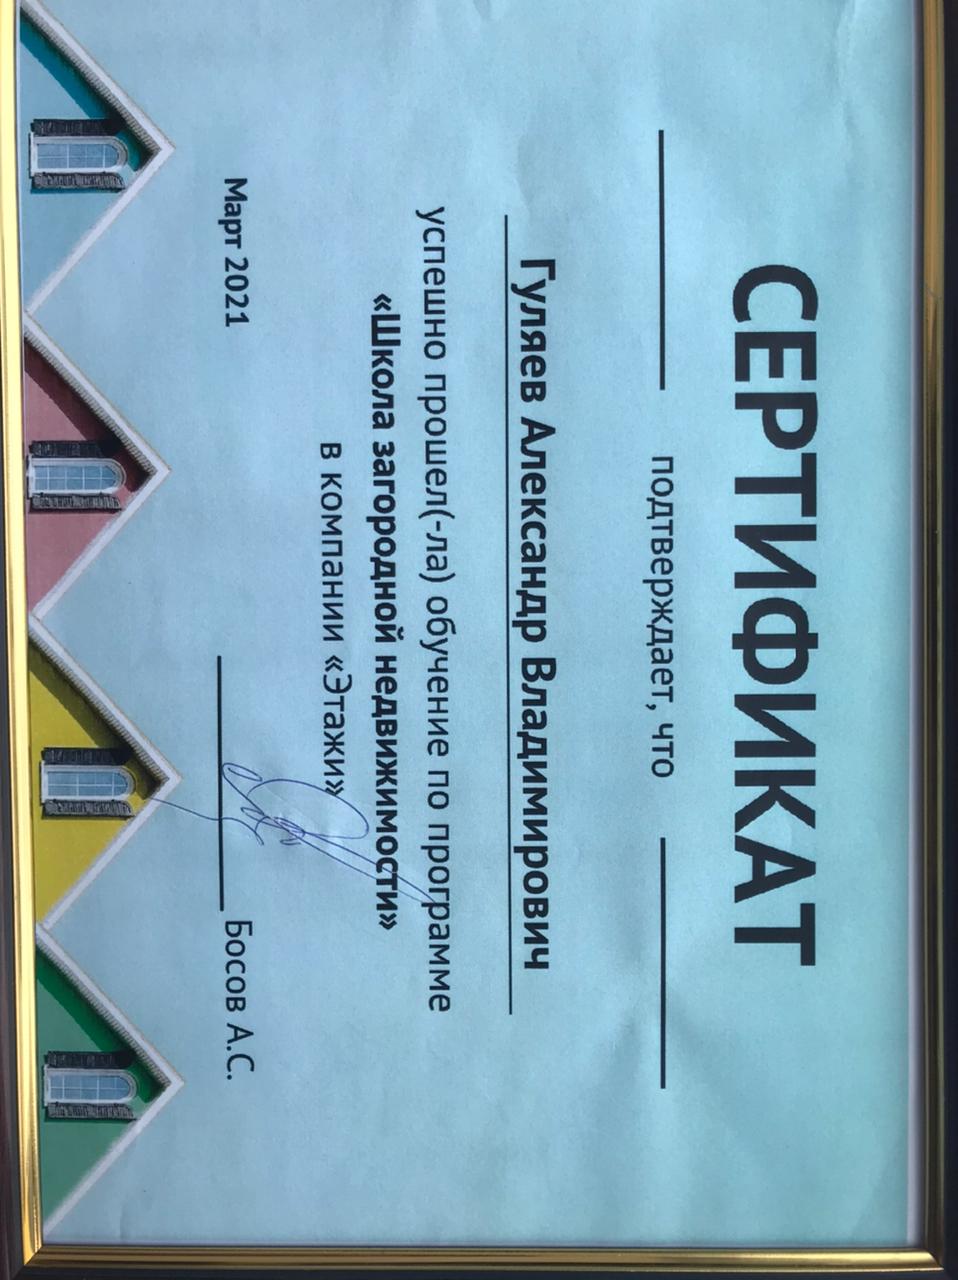 СЕРТИФИКАТ
подтверждает, что
Гуляев Александр Владимирович
успешно прошел(-ла) обучение по программе
«Школа загородной недвижимости»
в компании «Этажи»
Март 2021
Босов А.С.